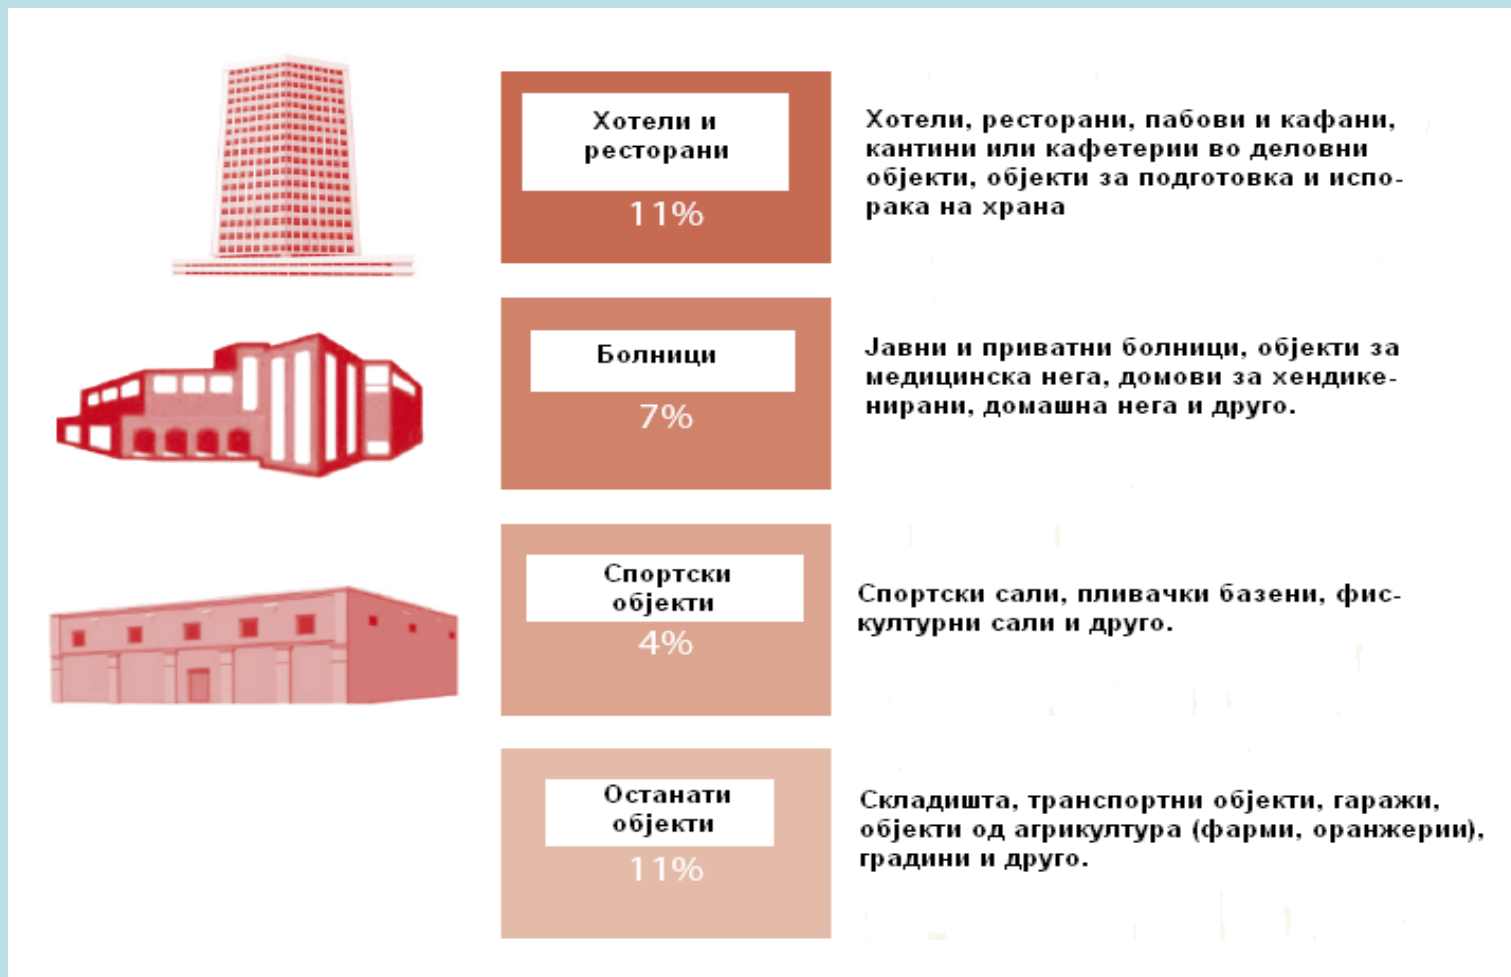 Хотели и
ресторани
11%
Хотели, ресторани, пабови и кафани,
кантини или кафетерии во деловни
објекти, објекти за подготовка и испо-
рака на храна
Болници
7%
Јавни и приватни болници, објекти за
медицинска нега, домови за хендике-
нирани, домашна нега и друго.
Спортски
објекти
4%
Спортски сали, пливачки базени, фис-
културни сали и друго.
Останати
објекти
11%
Складишта, транспортни објекти, гаражи,
објекти од агрикултура (фарми, оранжерии),
градини и друго.